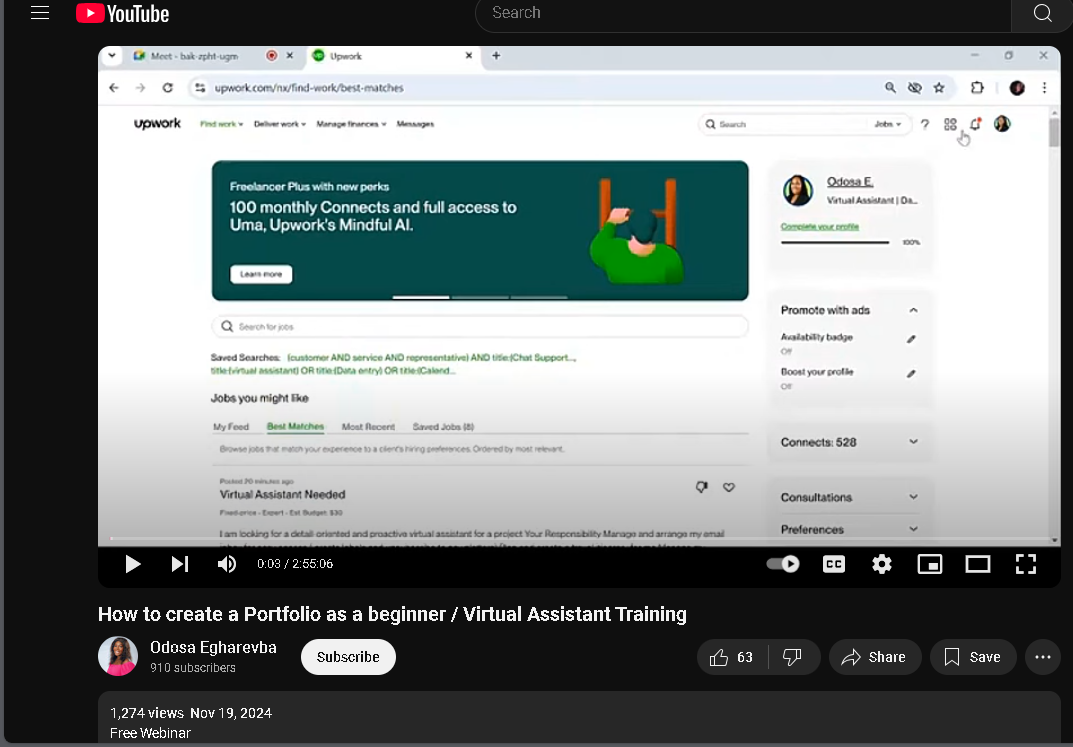 YouTube
Search
Meet - bak-zpht-ugm
Upwork
upwork.com/nx/find-work/best-matches
upwork Find work Deliver work Manage finances Messages Search Jobs ?
Freelancer Plus with new perks
100 monthly Connects and full access to
Uma, Upwork's Mindful AI.
Learn more
Odosa E.
Virtual Assistant | Da...
Complete your profile
100%
Promote with ads
Availability badge
Off
Boost your profile
Off
Connects: 528
Consultations
Preferences
Search for jobs
Saved Searches: (customer AND service AND representative) AND title:(Chat Support...,
title:(virtual assistant) OR title:(Data entry) OR title:(Calend...
Jobs you might like
My Feed Best Matches Most Recent Saved Jobs (8)
Browse jobs that match your experience to a client's hiring preferences. Ordered by most relevant.
Posted 20 minutes ago
Virtual Assistant Needed
Fixed-price - Expert - Est Budget: $30
I am looking for a detail-oriented and proactive virtual assistant for a project Your Responsibility Manage and arrange my email
0:03 / 2:55:06
CC
How to create a Portfolio as a beginner / Virtual Assistant Training
Odosa Egharevba
910 subscribers
Subscribe
63
Share
Save
1,274 views Nov 19, 2024
Free Webinar